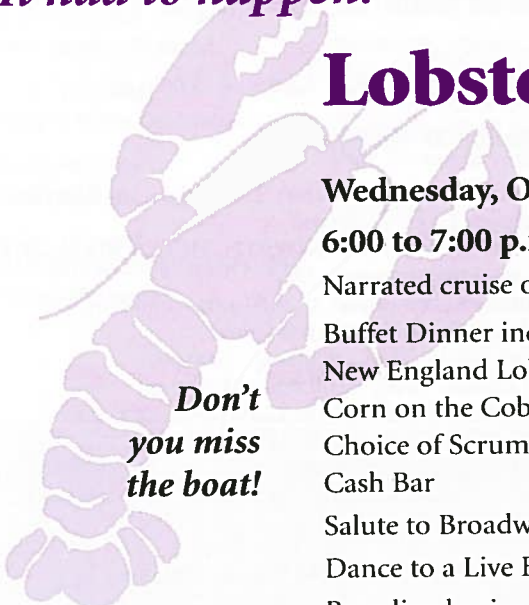 It had to happen!
Lobste
Wednesday, O
6:00 to 7:00 p.
Narrated cruise o
Buffet Dinner in
New England Lo
Corn on the Cob
Choice of Scrum
Cash Bar
Salute to Broadw
Dance to a Live
Don't
you miss
the boat!